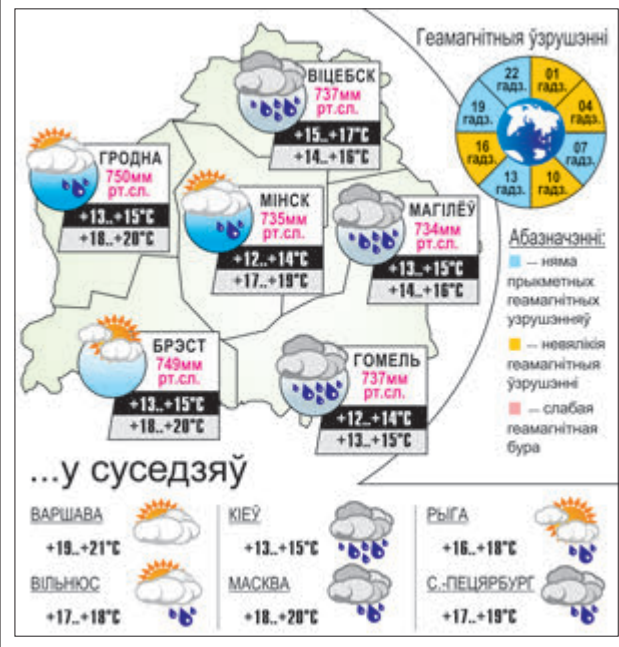 Геамагнітныя ўзрушэнні
22 гадз.
01 гадз.
04 гадз.
07 гадз.
10 гадз.
13 гадз.
16 гадз.
19 гадз.
ВІЦЕБСК
737мм
рт.сл.
+15..+17°C
+14..+16°C
ГРОДНА
750мм
рт.сл.
+13..+15°C
+18..+20°C
МІНСК
735мм
рт.сл.
+12..+14°C
+17..+19°C
МАГІЛЁЎ
734мм
рт.сл.
+13..+15°C
+14..+16°C
БРЭСТ
749мм
рт.сл.
+13..+15°C
+18..+20°C
ГОМЕЛЬ
737мм
рт.сл.
+12..+14°C
+13..+15°C
Абазначэнні:
— няма
прыкметных
геамагнітных
узрушэнняў
— невялікія
геамагнітныя
ўзрушэнні
— слабая
геамагнітная
бура
...у суседзяў
ВАРШАВА
+19..+21°C
КІЕЎ
+13..+15°C
РЫГА
+16..+18°C
ВІЛЬНЮС
+17..+18°C
МАСКВА
+18..+20°C
С.-ПЕЦЯРБУРГ
+17..+19°C